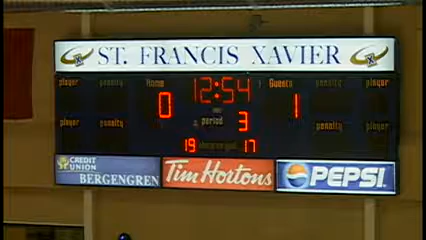 ST. FRANCIS XAVIER
player penalty Home 12:54 Guests penalty player
0 1
player penalty period 3 penalty player
19 17
CREDIT UNION BERGENGREN Tim Hortons PEPSI